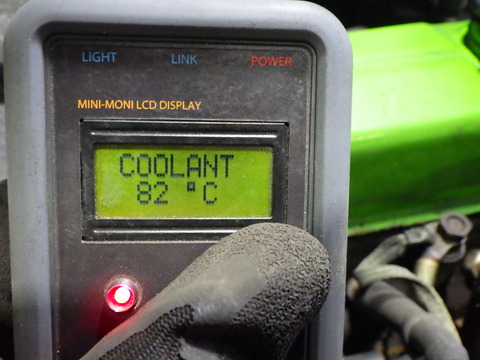 LIGHT LINK POWER
MINI-MONI LCD DISPLAY
COOLANT
82 °C